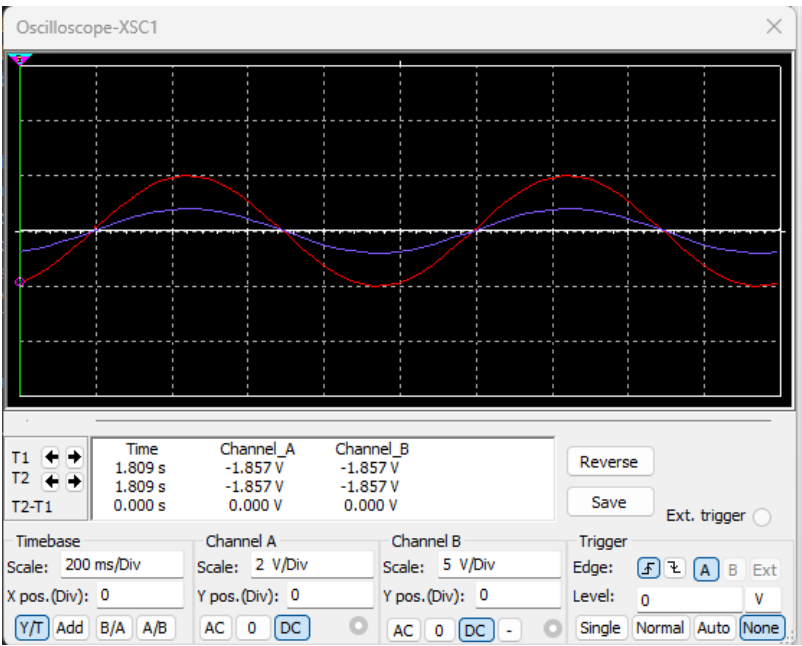 Oscilloscope-XSC1
T1
T2
T2-T1
Time Channel_A Channel_B
1.809 s -1.857 V -1.857 V
1.809 s -1.857 V -1.857 V
0.000 s 0.000 V 0.000 V
Reverse
Save
Ext. trigger
Timebase
Scale: 200 ms/Div
X pos.(Div): 0
Y/T Add B/A A/B
Channel A
Scale: 2 V/Div
Y pos.(Div): 0
AC 0 DC
Channel B
Scale: 5 V/Div
Y pos.(Div): 0
AC 0 DC -
Trigger
Edge: A B Ext
Level: 0 V
Single Normal Auto None